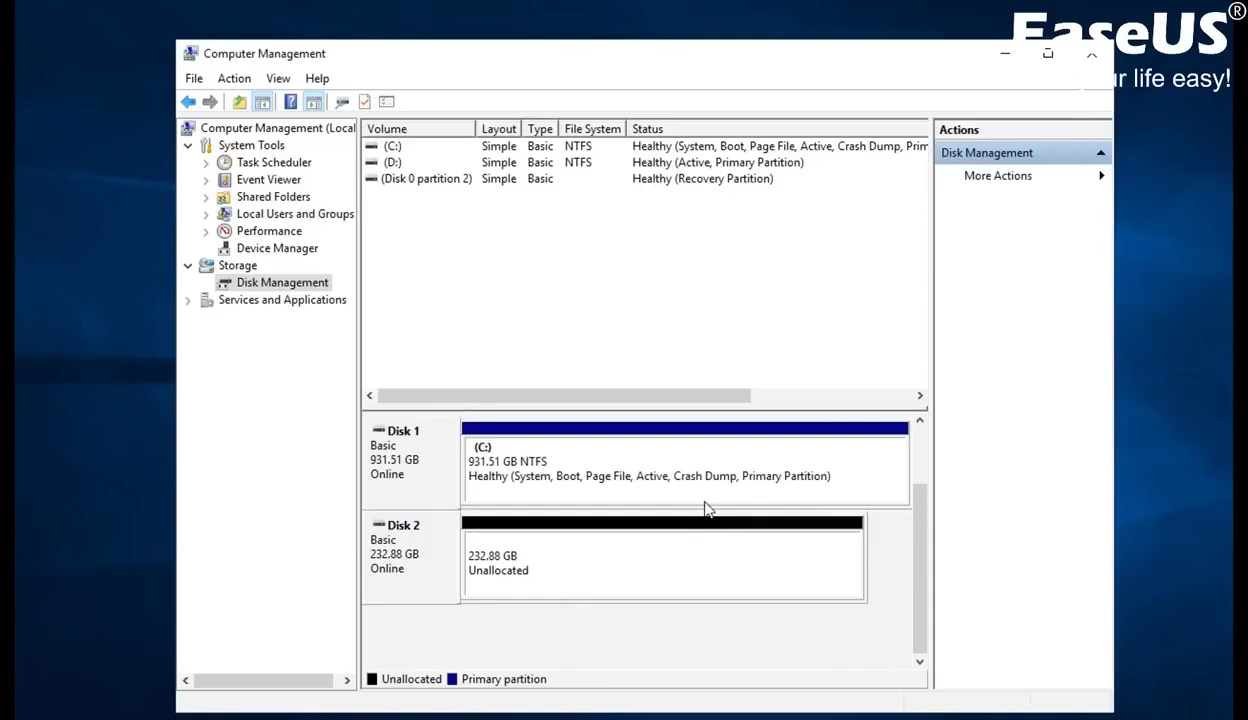 EaseUS®
ur life easy!
Computer Management
File Action View Help
Computer Management (Local
System Tools
Task Scheduler
Event Viewer
Shared Folders
Local Users and Groups
Performance
Device Manager
Storage
Disk Management
Services and Applications
Volume Layout Type File System Status
(C:) Simple Basic NTFS Healthy (System, Boot, Page File, Active, Crash Dump, Prim
(D:) Simple Basic NTFS Healthy (Active, Primary Partition)
(Disk 0 partition 2) Simple Basic Healthy (Recovery Partition)
Disk 1
Basic
931.51 GB
Online
(C:)
931.51 GB NTFS
Healthy (System, Boot, Page File, Active, Crash Dump, Primary Partition)
Disk 2
Basic
232.88 GB
Online
232.88 GB
Unallocated
Unallocated Primary partition
Actions
Disk Management
More Actions